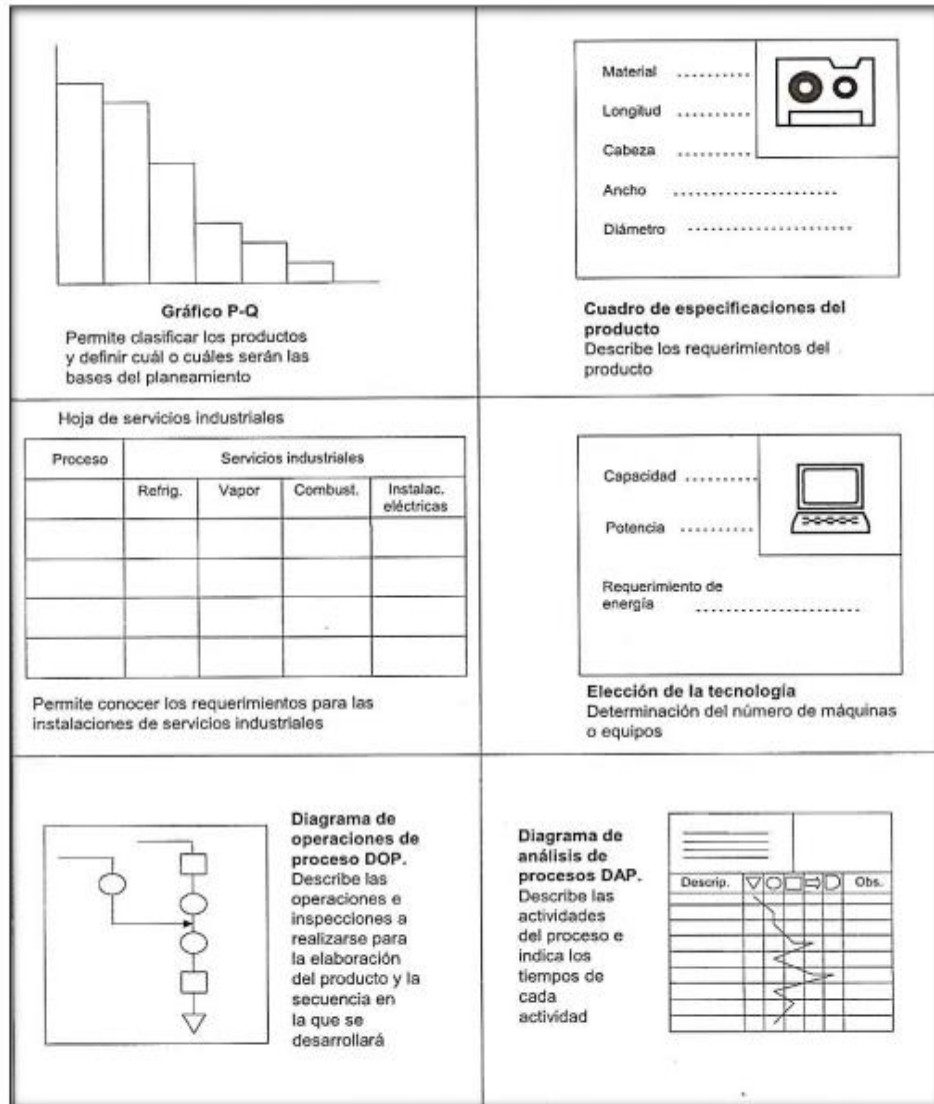 Gráfico P-Q
Permite clasificar los productos
y definir cuál o cuáles serán las
bases del planeamiento
Material ..........
Longitud ..........
Cabeza ..........
Ancho ......................
Diámetro ......................
Cuadro de especificaciones del
producto
Describe los requerimientos del
producto
Hoja de servicios industriales
Proceso Servicios industriales
Refrig. Vapor Combust. Instalac.
eléctricas
Permite conocer los requerimientos para las
instalaciones de servicios industriales
Capacidad ..........
Potencia ..........
Requerimiento de
energía ......................
Elección de la tecnología
Determinación del número de máquinas
o equipos
Diagrama de
operaciones de
proceso DOP.
Describe las
operaciones e
inspecciones a
realizarse para
la elaboración
del producto y la
secuencia en
la que se
desarrollará
Diagrama de
análisis de
procesos DAP.
Describe las
actividades
del proceso e
indica los
tiempos de
cada
actividad
Descrip. Obs.